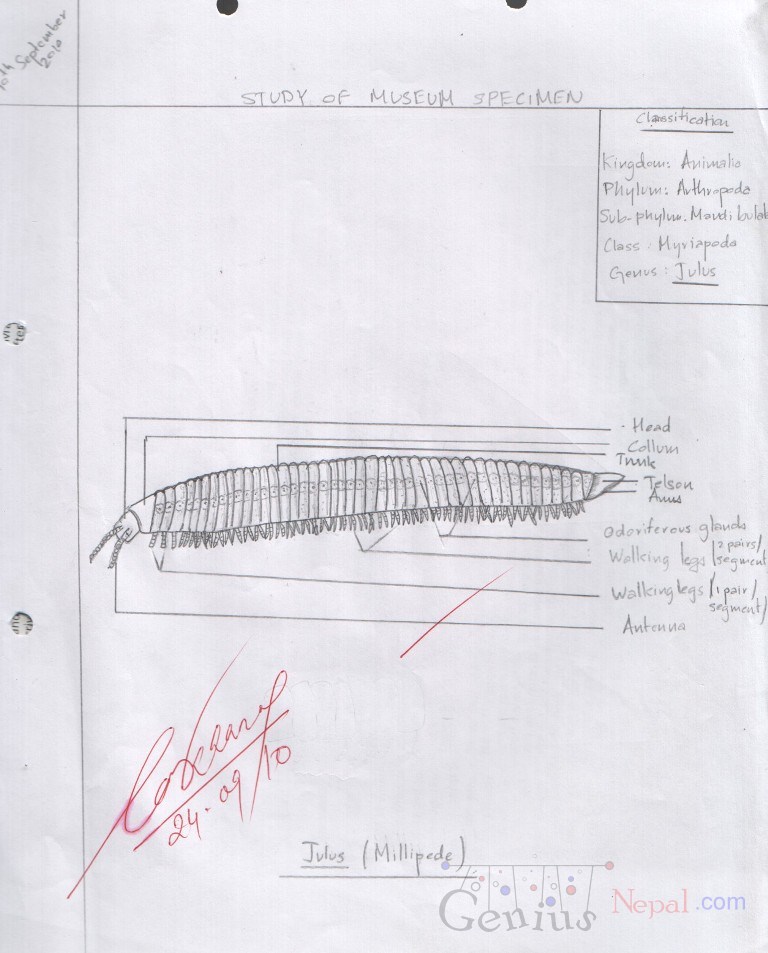 10th September
2010
STUDY OF MUSEUM SPECIMEN
Classification
Kingdom: Animalia
Phylum: Arthropoda
Sub-phylum: Mandibulat
Class: Myriapoda
Genus: Julus
Head
Collum
Trunk
Telson
Anus
Odoriferous glands
Walking legs (2 pairs/
segment
Walking legs (1 pair/
segment)
Antenna
24.09/10
Julus (Millipede)
Genius Nepal.com